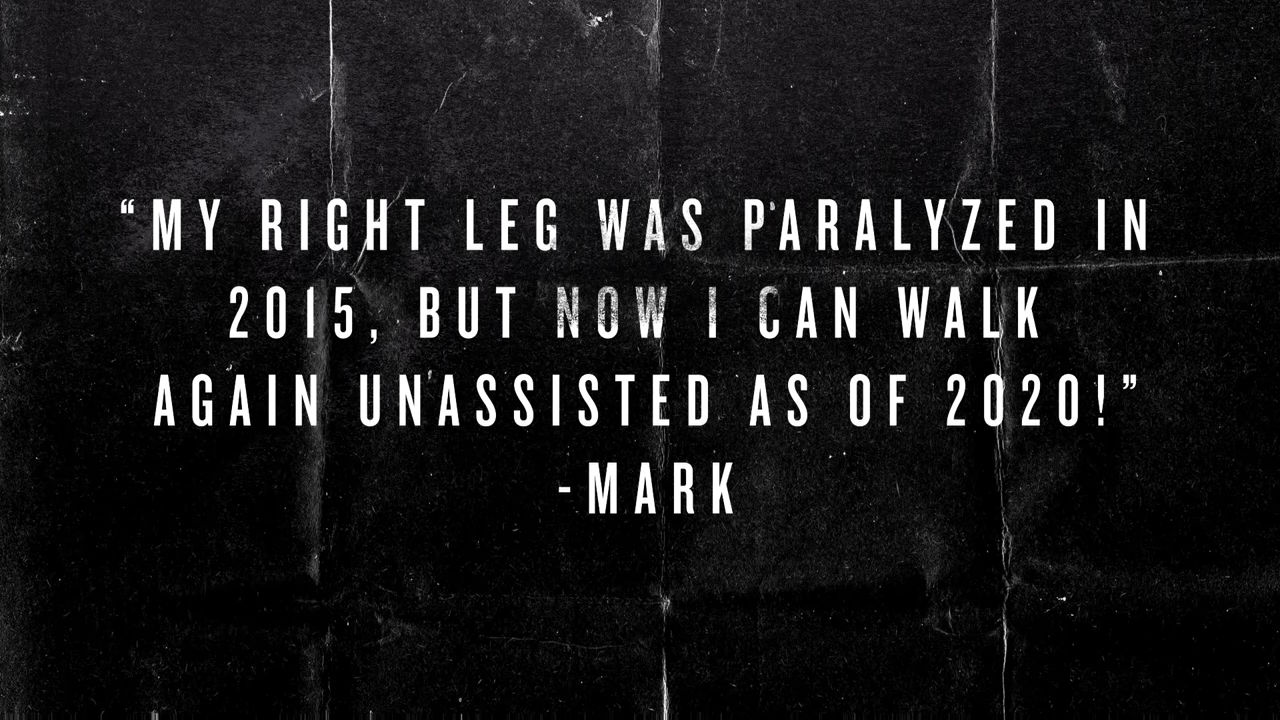 “MY RIGHT LEG WAS PARALYZED IN
2015, BUT NOW I CAN WALK
AGAIN UNASSISTED AS OF 2020!”
-MARK